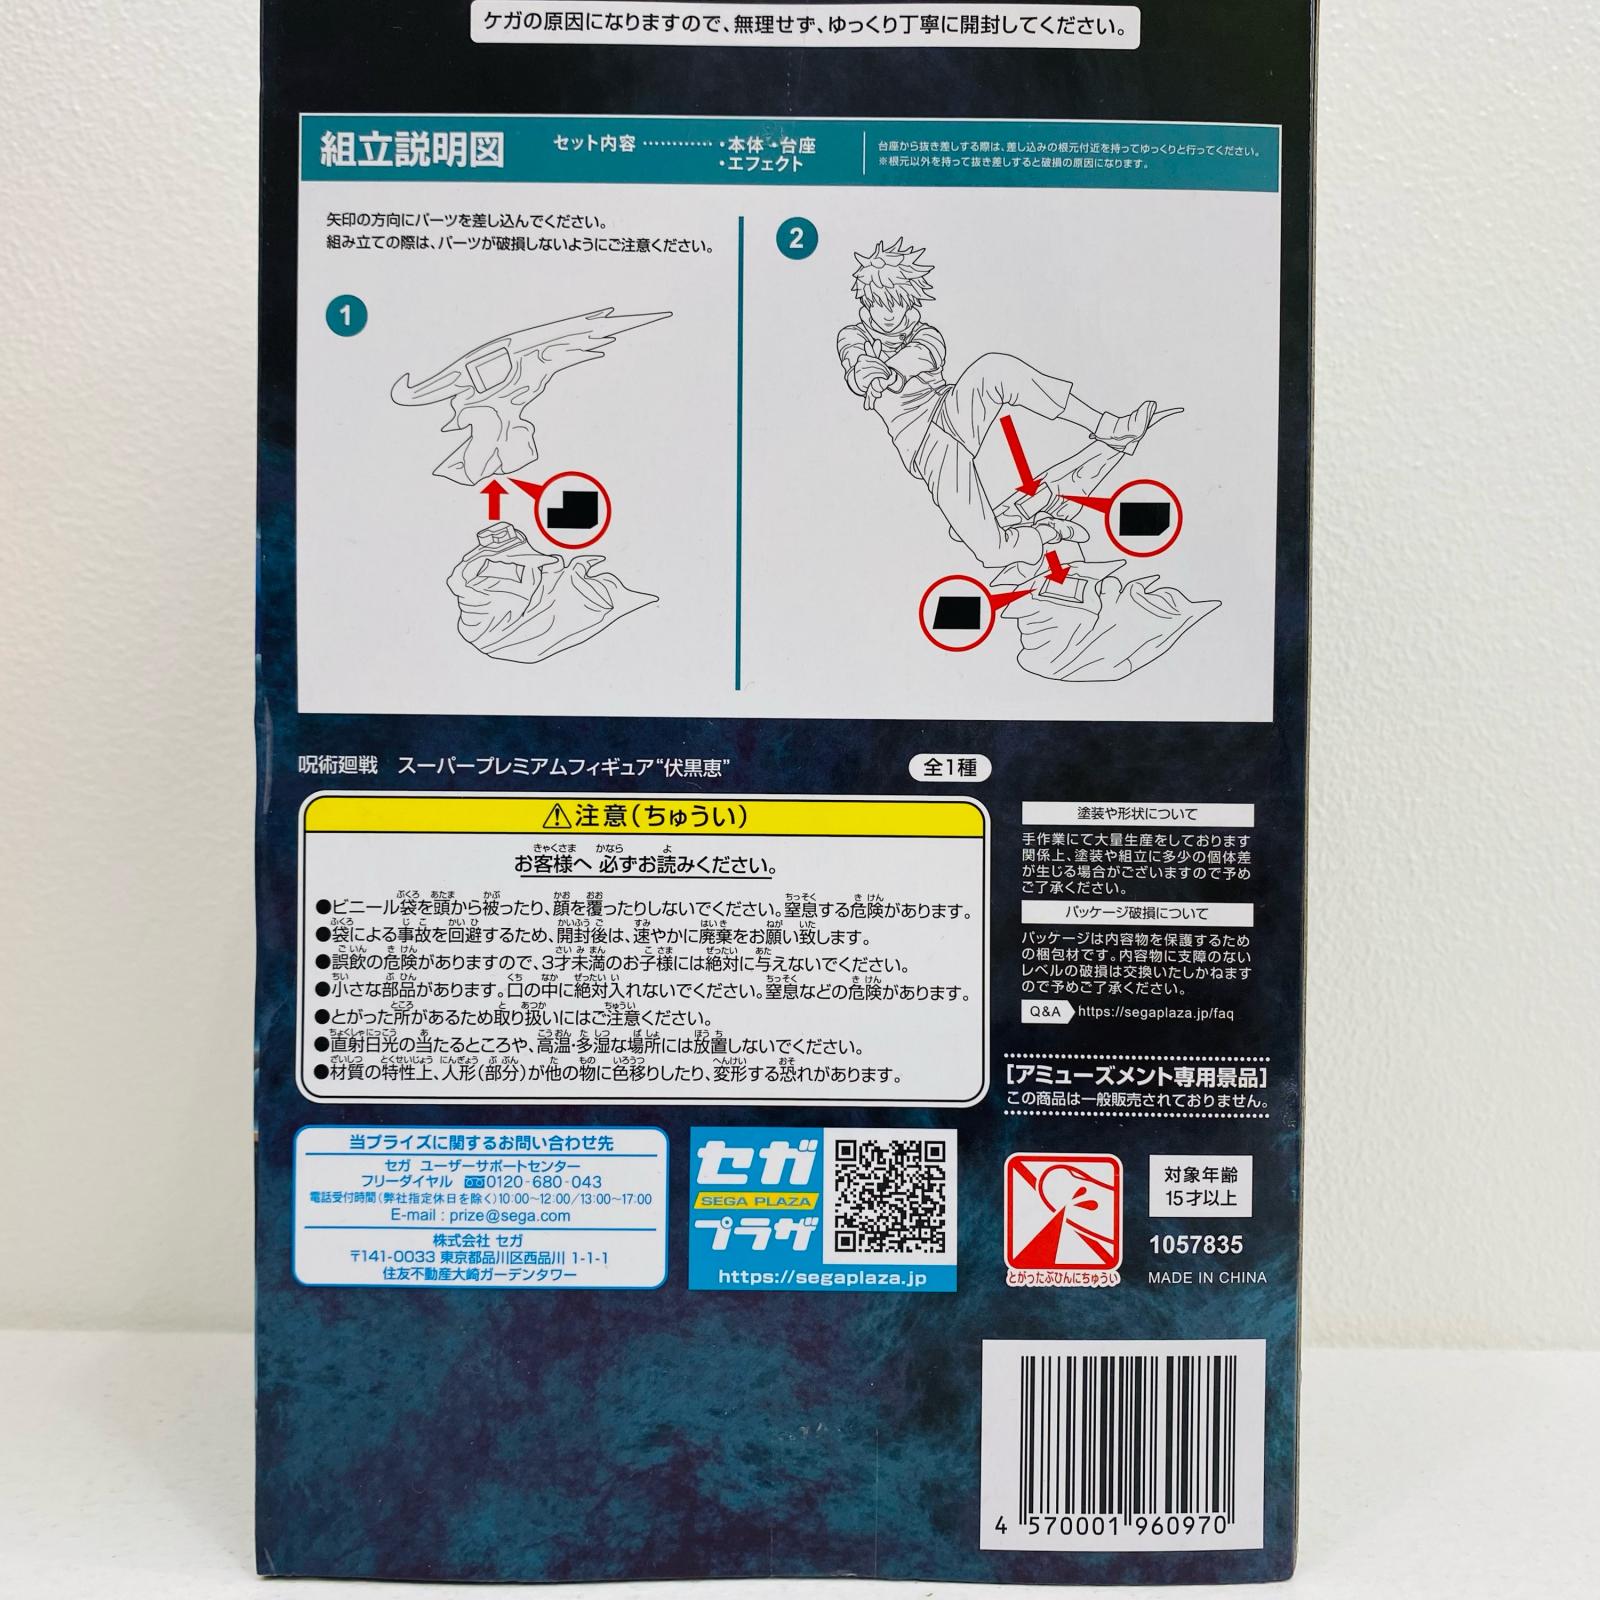 ケガの原因になりますので、無理せず、ゆっくり丁寧に開封してください。
組立説明図
セット内容 ………… ・本体 ・台座
・エフェクト
台座から抜き差しする際は、差し込みの根元付近を持ってゆっくりと行ってください。
※根元以外を持って抜き差しすると破損の原因になります。
矢印の方向にパーツを差し込んでください。
組み立ての際は、パーツが破損しないようにご注意ください。
1
2
呪術廻戦 スーパープレミアムフィギュア“伏黒恵”
全1種
⚠注意(ちゅうい)
お客様へ 必ずお読みください。
●ビニール袋を頭から被ったり、顔を覆ったりしないでください。窒息する危険があります。
●袋による事故を回避するため、開封後は、速やかに廃棄をお願い致します。
●誤飲の危険がありますので、3才未満のお子様には絶対に与えないでください。
●小さな部品があります。口の中に絶対入れないでください。窒息などの危険があります。
●とがった所があるため取り扱いにはご注意ください。
●直射日光の当たるところや、高温・多湿な場所には放置しないでください。
●材質の特性上、人形(部分)が他の物に色移りしたり、変形する恐れがあります。
塗装や形状について
手作業にて大量生産をしております
関係上、塗装や組立に多少の個体差
が生じる場合がございますので予め
ご了承ください。
パッケージ破損について
パッケージは内容物を保護するため
の梱包材です。内容物に支障のない
レベルの破損は交換いたしかねます
ので予めご了承ください。
Q&A https://segaplaza.jp/faq
[アミューズメント専用景品]
この商品は一般販売されておりません。
当プライズに関するお問い合わせ先
セガ ユーザーサポートセンター
フリーダイヤル 0120-680-043
電話受付時間(弊社指定休日を除く)10:00~12:00/13:00~17:00
E-mail : prize@sega.com
株式会社 セガ
〒141-0033 東京都品川区西品川 1-1-1
住友不動産大崎ガーデンタワー
セガ
SEGA PLAZA
プラザ
https://segaplaza.jp
とがったぶひんにちゅうい
対象年齢
15才以上
1057835
MADE IN CHINA
4 570001 960970